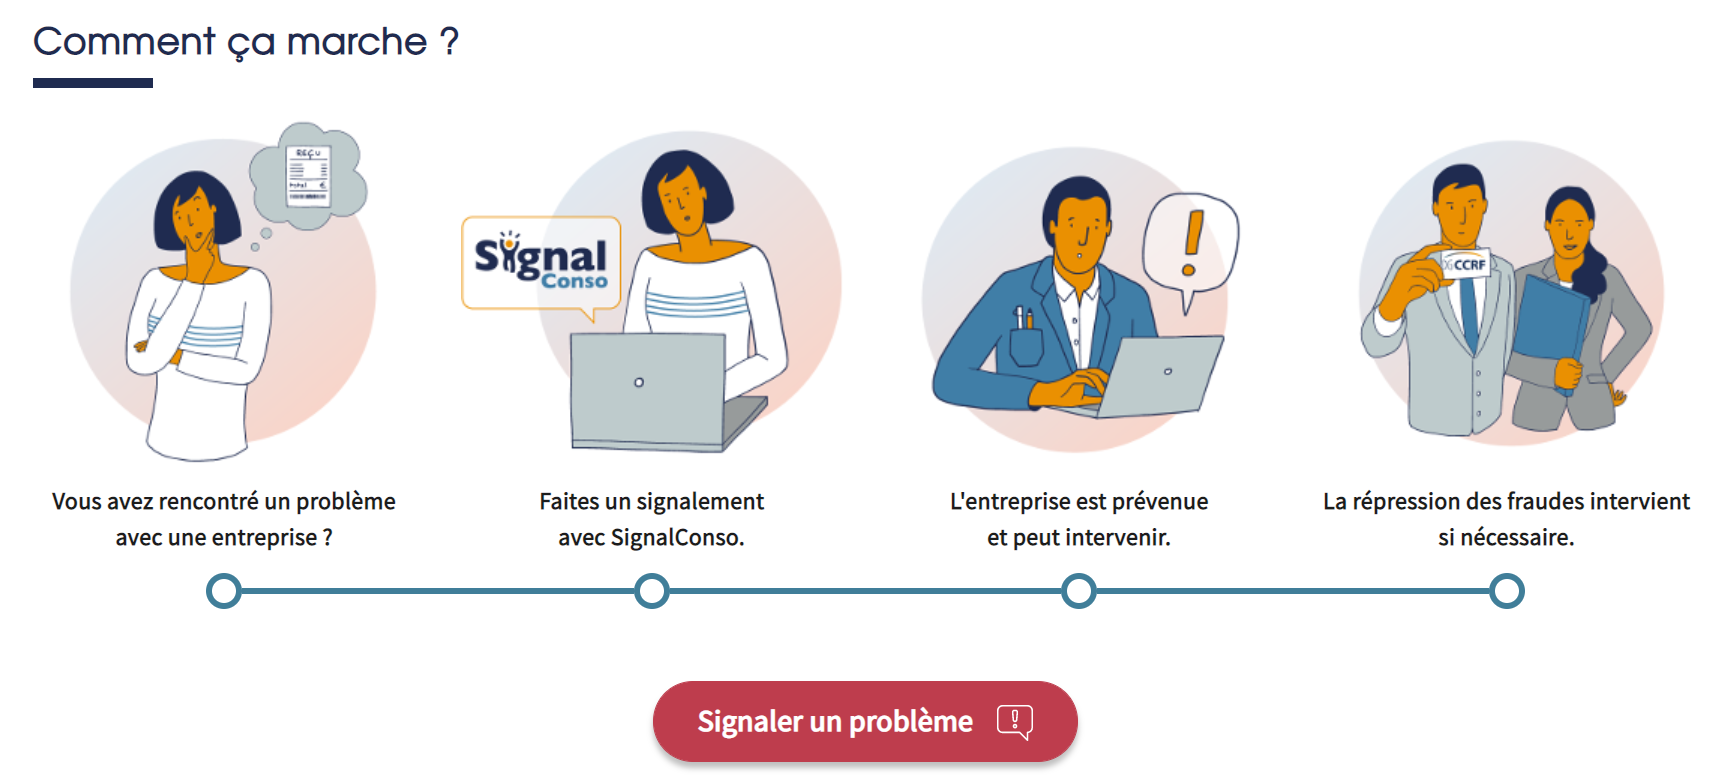 Comment ça marche ?
REÇU
total €
Signal
Conso
!
DGCCRF
Vous avez rencontré un problème
avec une entreprise ?
Faites un signalement
avec SignalConso.
L'entreprise est prévenue
et peut intervenir.
La répression des fraudes intervient
si nécessaire.
Signaler un problème